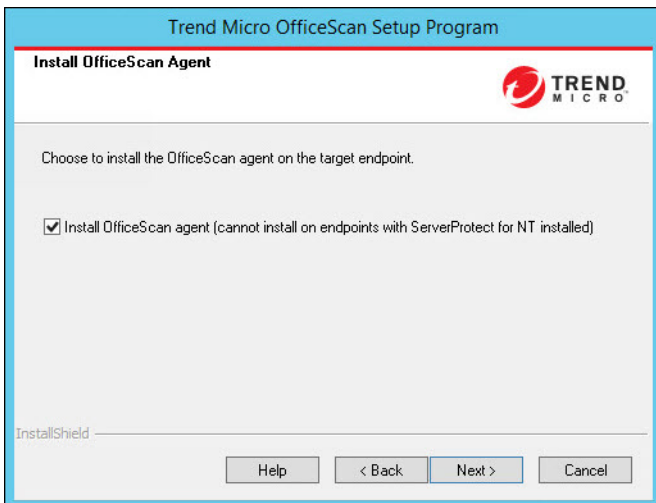 Trend Micro OfficeScan Setup Program
Install OfficeScan Agent
TREND
MICRO
Choose to install the OfficeScan agent on the target endpoint.
Install OfficeScan agent (cannot install on endpoints with ServerProtect for NT installed)
InstallShield
Help
< Back
Next >
Cancel